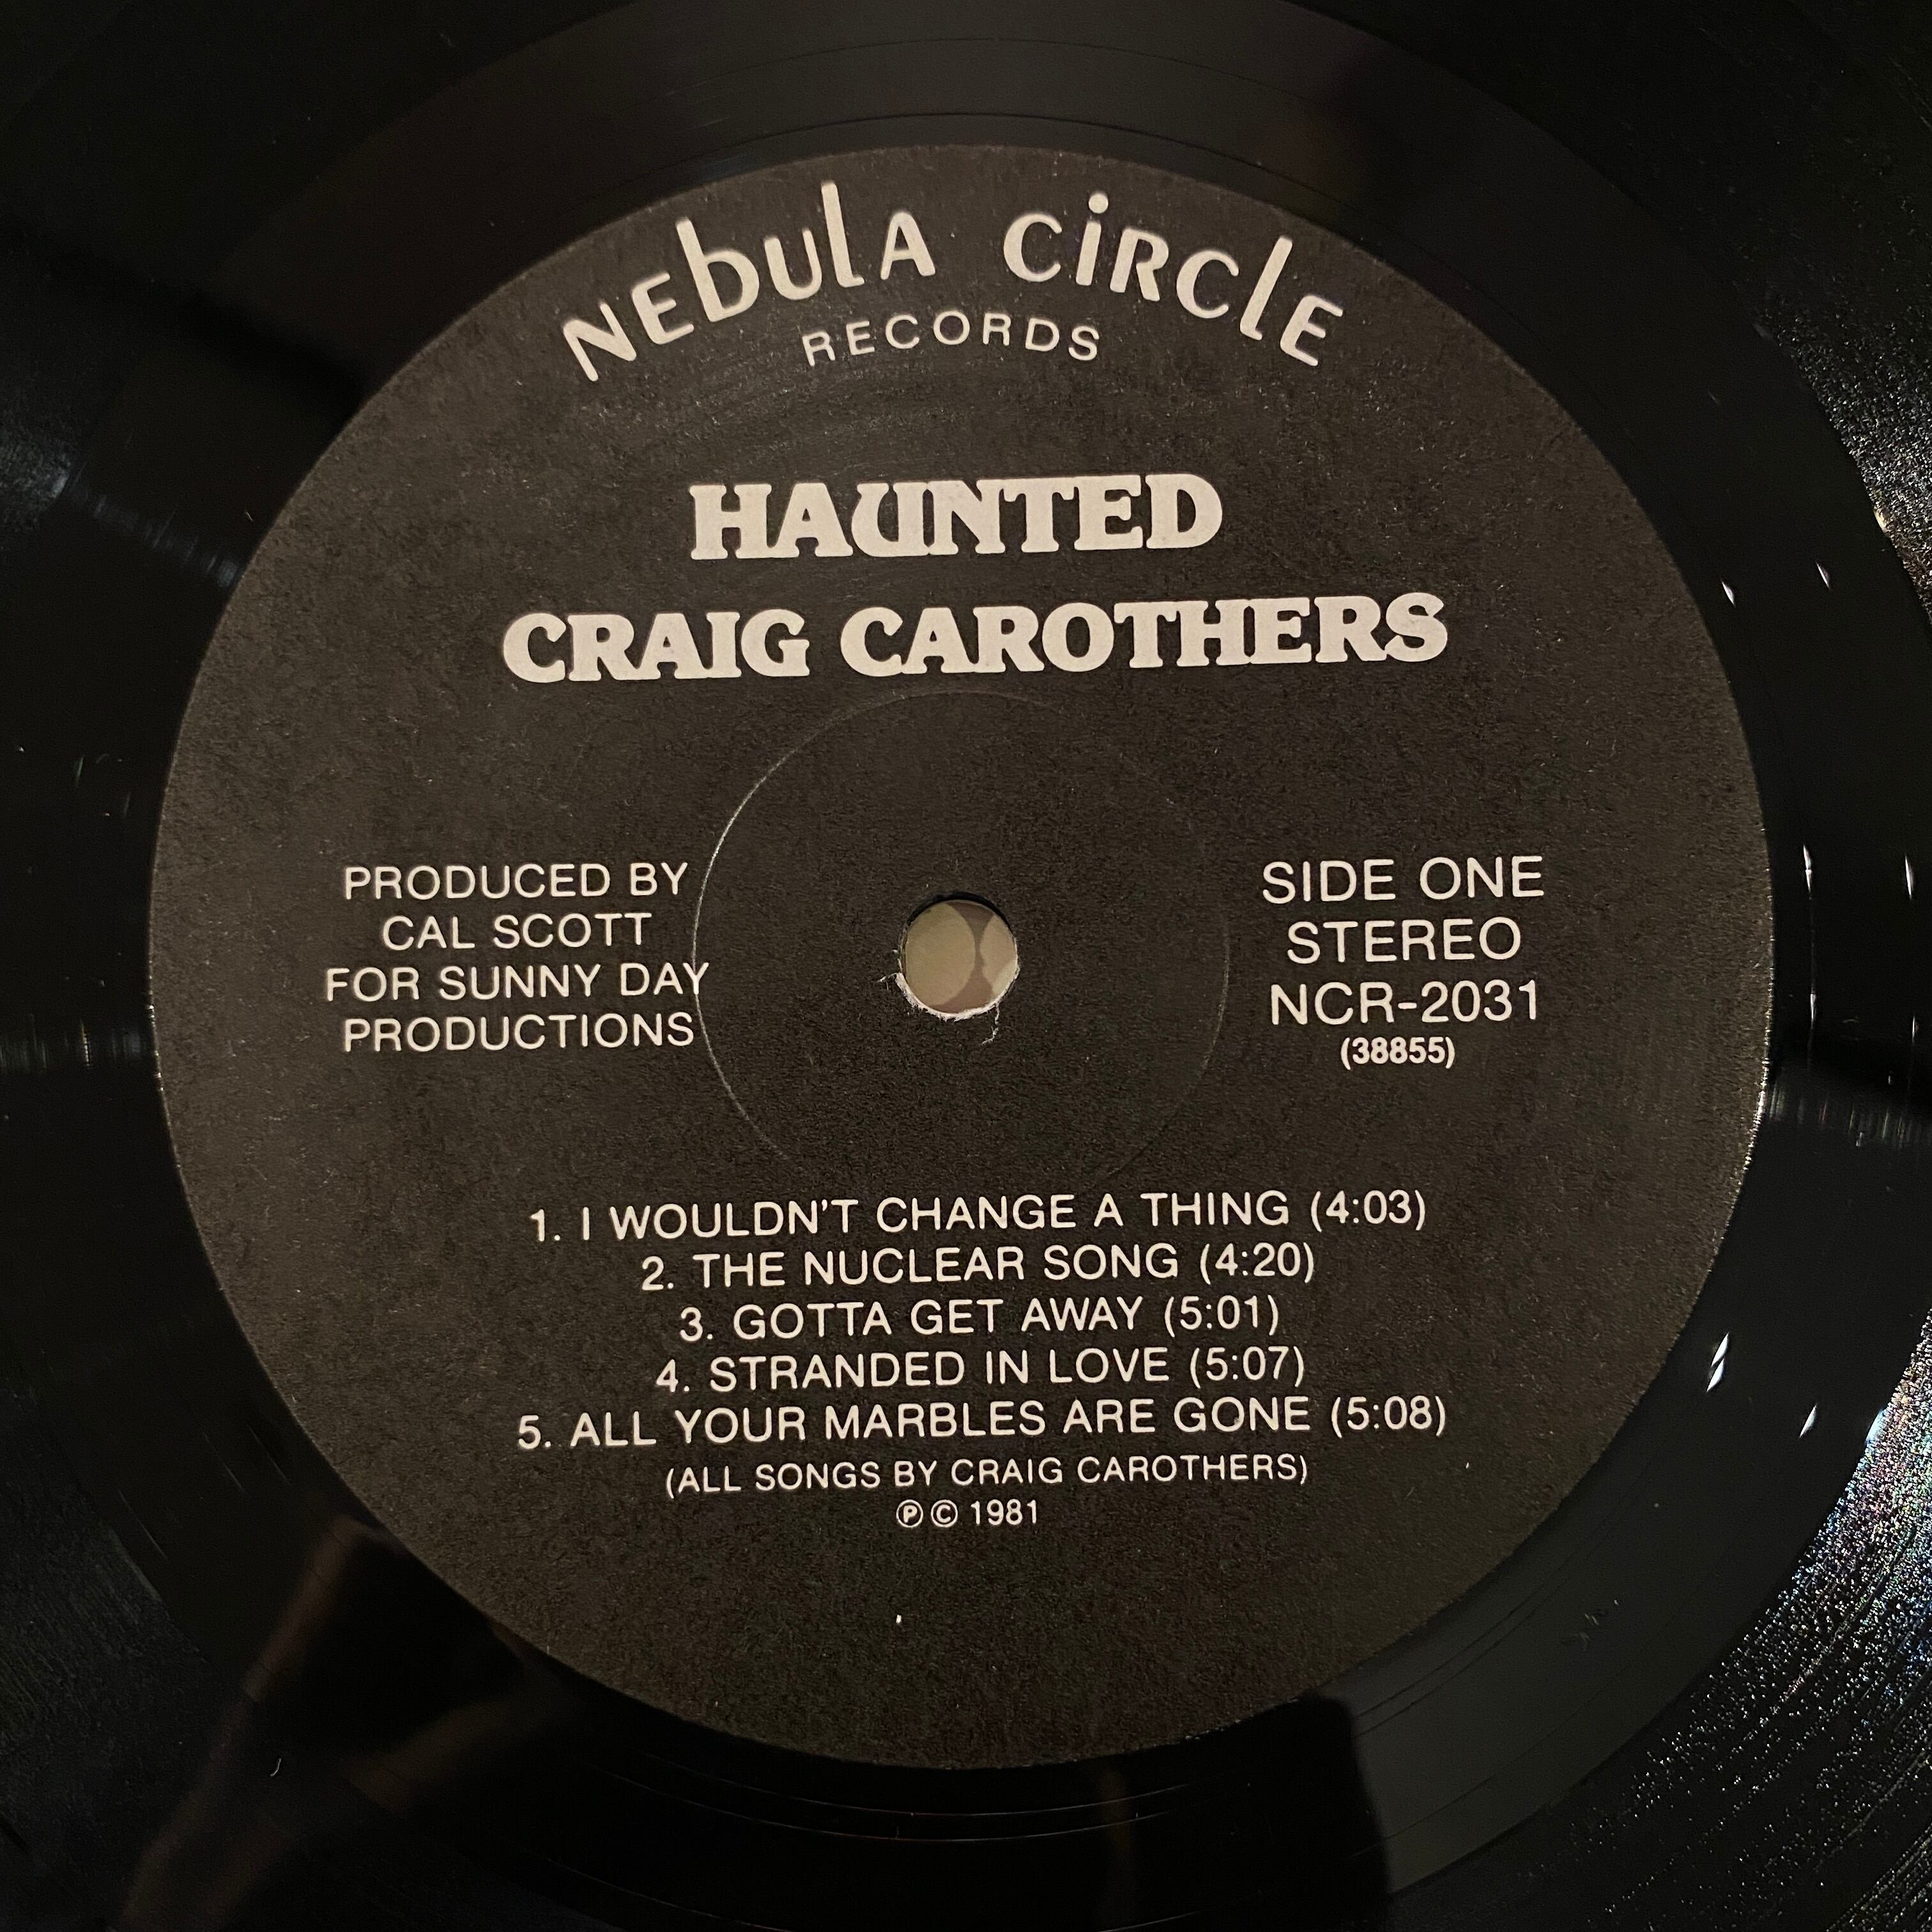 NEbulA CiRClE
RECORDS
HAUNTED
CRAIG CAROTHERS
PRODUCED BY
CAL SCOTT
FOR SUNNY DAY
PRODUCTIONS
SIDE ONE
STEREO
NCR-2031
(38855)
1. I WOULDN'T CHANGE A THING (4:03)
2. THE NUCLEAR SONG (4:20)
3. GOTTA GET AWAY (5:01)
4. STRANDED IN LOVE (5:07)
5. ALL YOUR MARBLES ARE GONE (5:08)
(ALL SONGS BY CRAIG CAROTHERS)
℗ © 1981